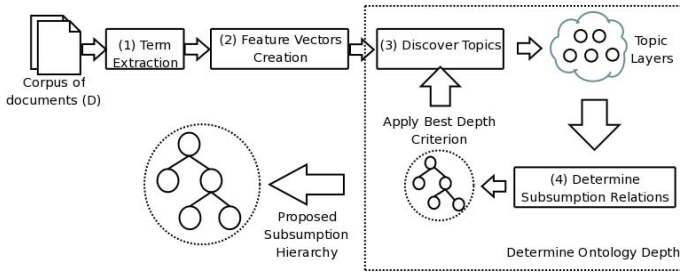 (1) Term
Extraction
(2) Feature Vectors
Creation
(3) Discover Topics
Topic
Layers
Corpus of
documents (D)
Apply Best Depth
Criterion
(4) Determine
Subsumption Relations
Proposed
Subsumption
Hierarchy
Determine Ontology Depth